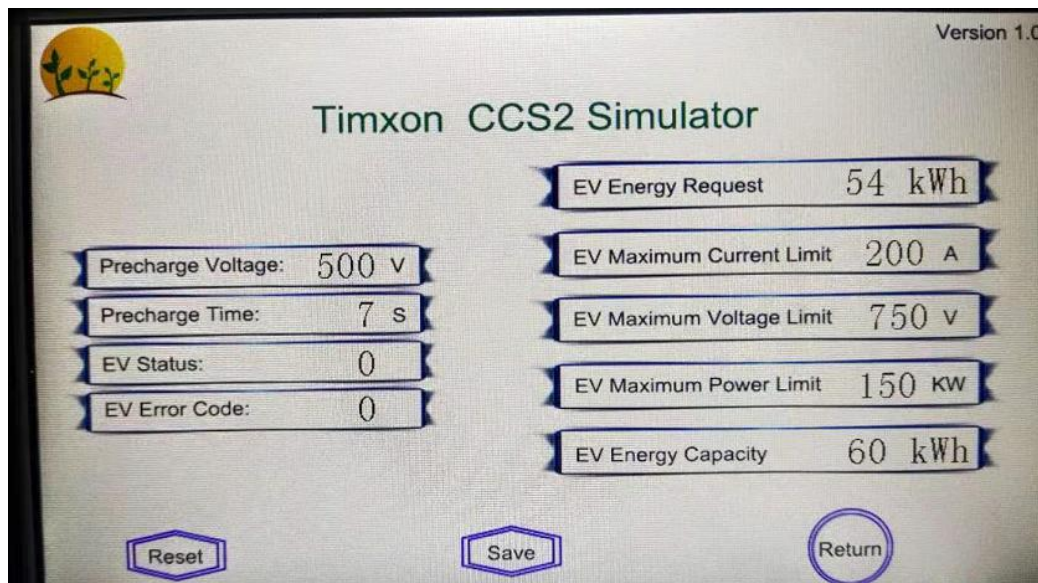 Version 1.0
Timxon CCS2 Simulator
Precharge Voltage: 500 V
Precharge Time: 7 S
EV Status: 0
EV Error Code: 0
EV Energy Request 54 kWh
EV Maximum Current Limit 200 A
EV Maximum Voltage Limit 750 V
EV Maximum Power Limit 150 KW
EV Energy Capacity 60 kWh
Reset
Save
Return